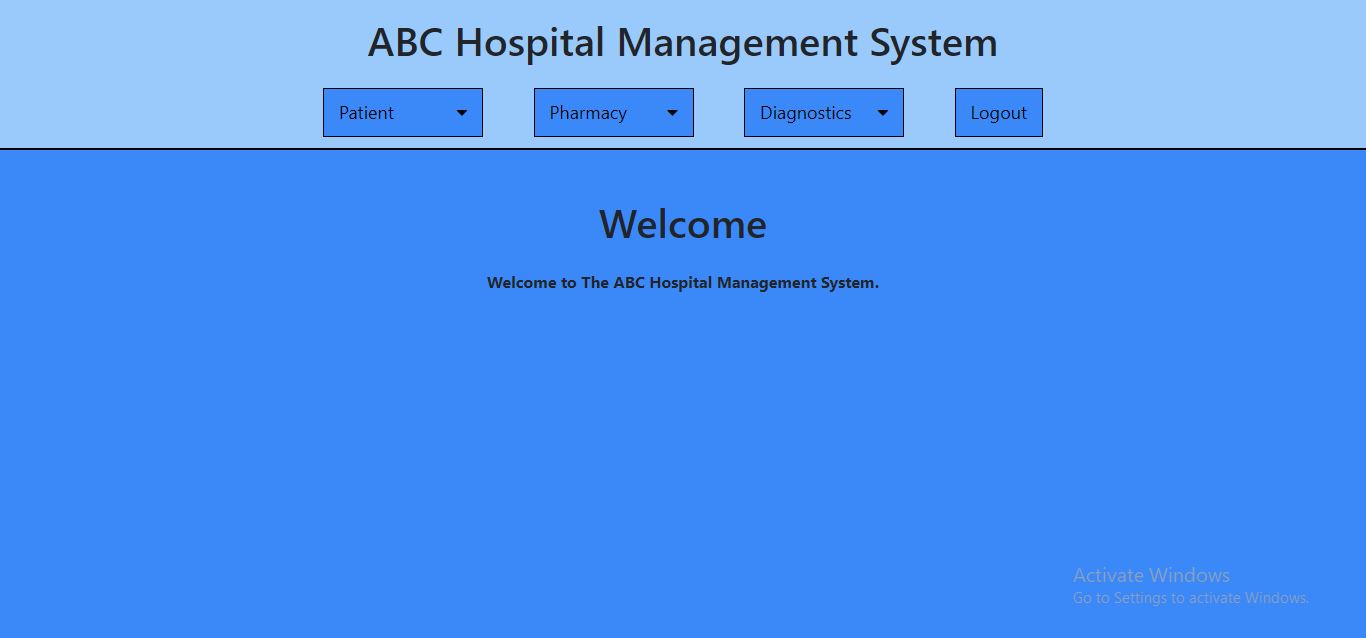 ABC Hospital Management System
Patient Pharmacy Diagnostics Logout
Welcome
Welcome to The ABC Hospital Management System.
Activate Windows
Go to Settings to activate Windows.